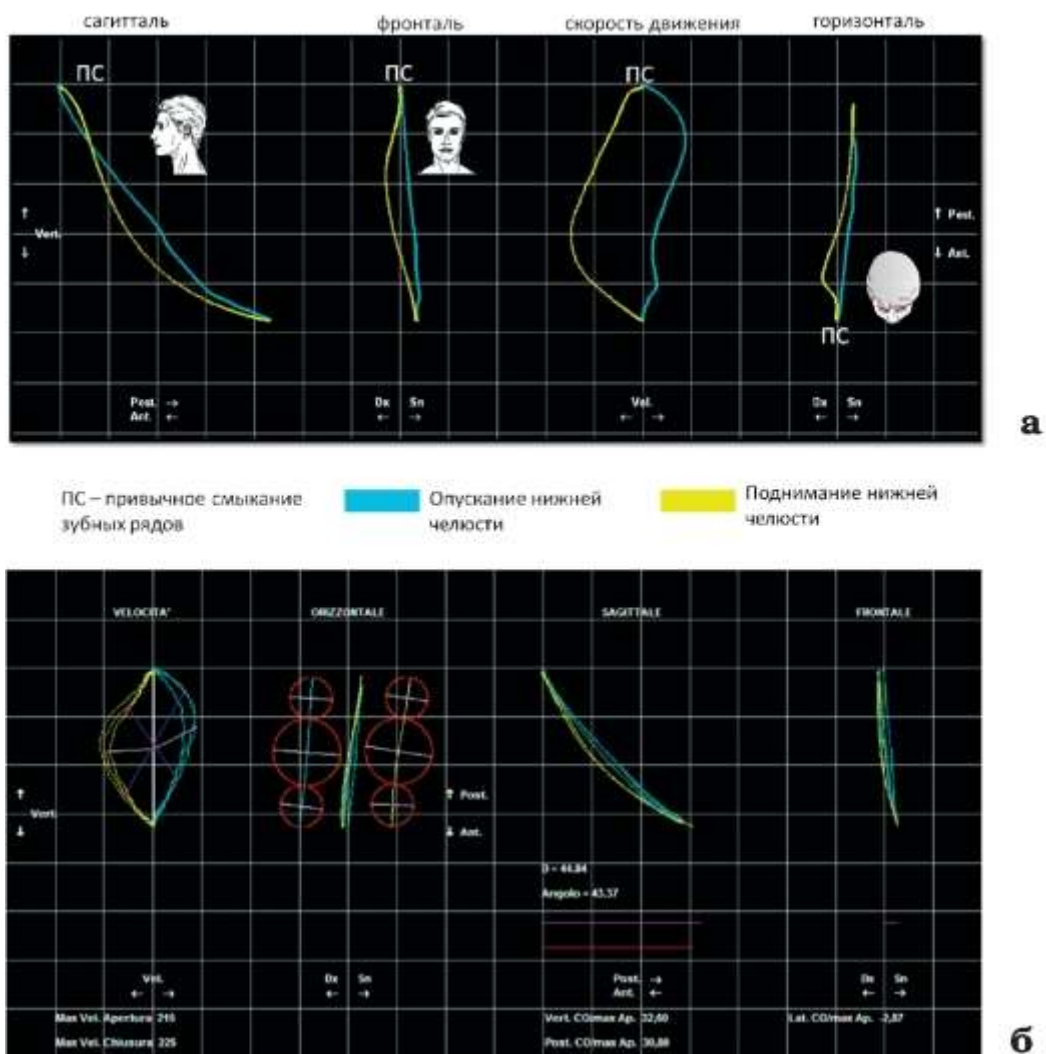 сагитталь фронталь скорость движения горизонталь
ПС ПС ПС
↑ Vert. ↓
↑ Post.
↓ Ant.
ПС
Post. →
Ant. ←
Dx Sn
← →
Vel.
← →
Dx Sn
← →
а
ПС – привычное смыкание
зубных рядов
Опускание нижней
челюсти
Поднимание нижней
челюсти
VELOCITA' ORIZZONTALE SAGITTALE FRONTALE
↑ Vert. ↓
↑ Post.
↓ Ant.
D = 44.84
Angolo = 43.37
Vel.
← →
Dx Sn
← →
Post. →
Ant. ←
Dx Sn
← →
Max Vel. Apertura 215
Max Vel. Chiusura 225
Vert. CO/max Ap. 32,60
Post. CO/max Ap. 30,88
Lat. CO/max Ap. -2,87
б